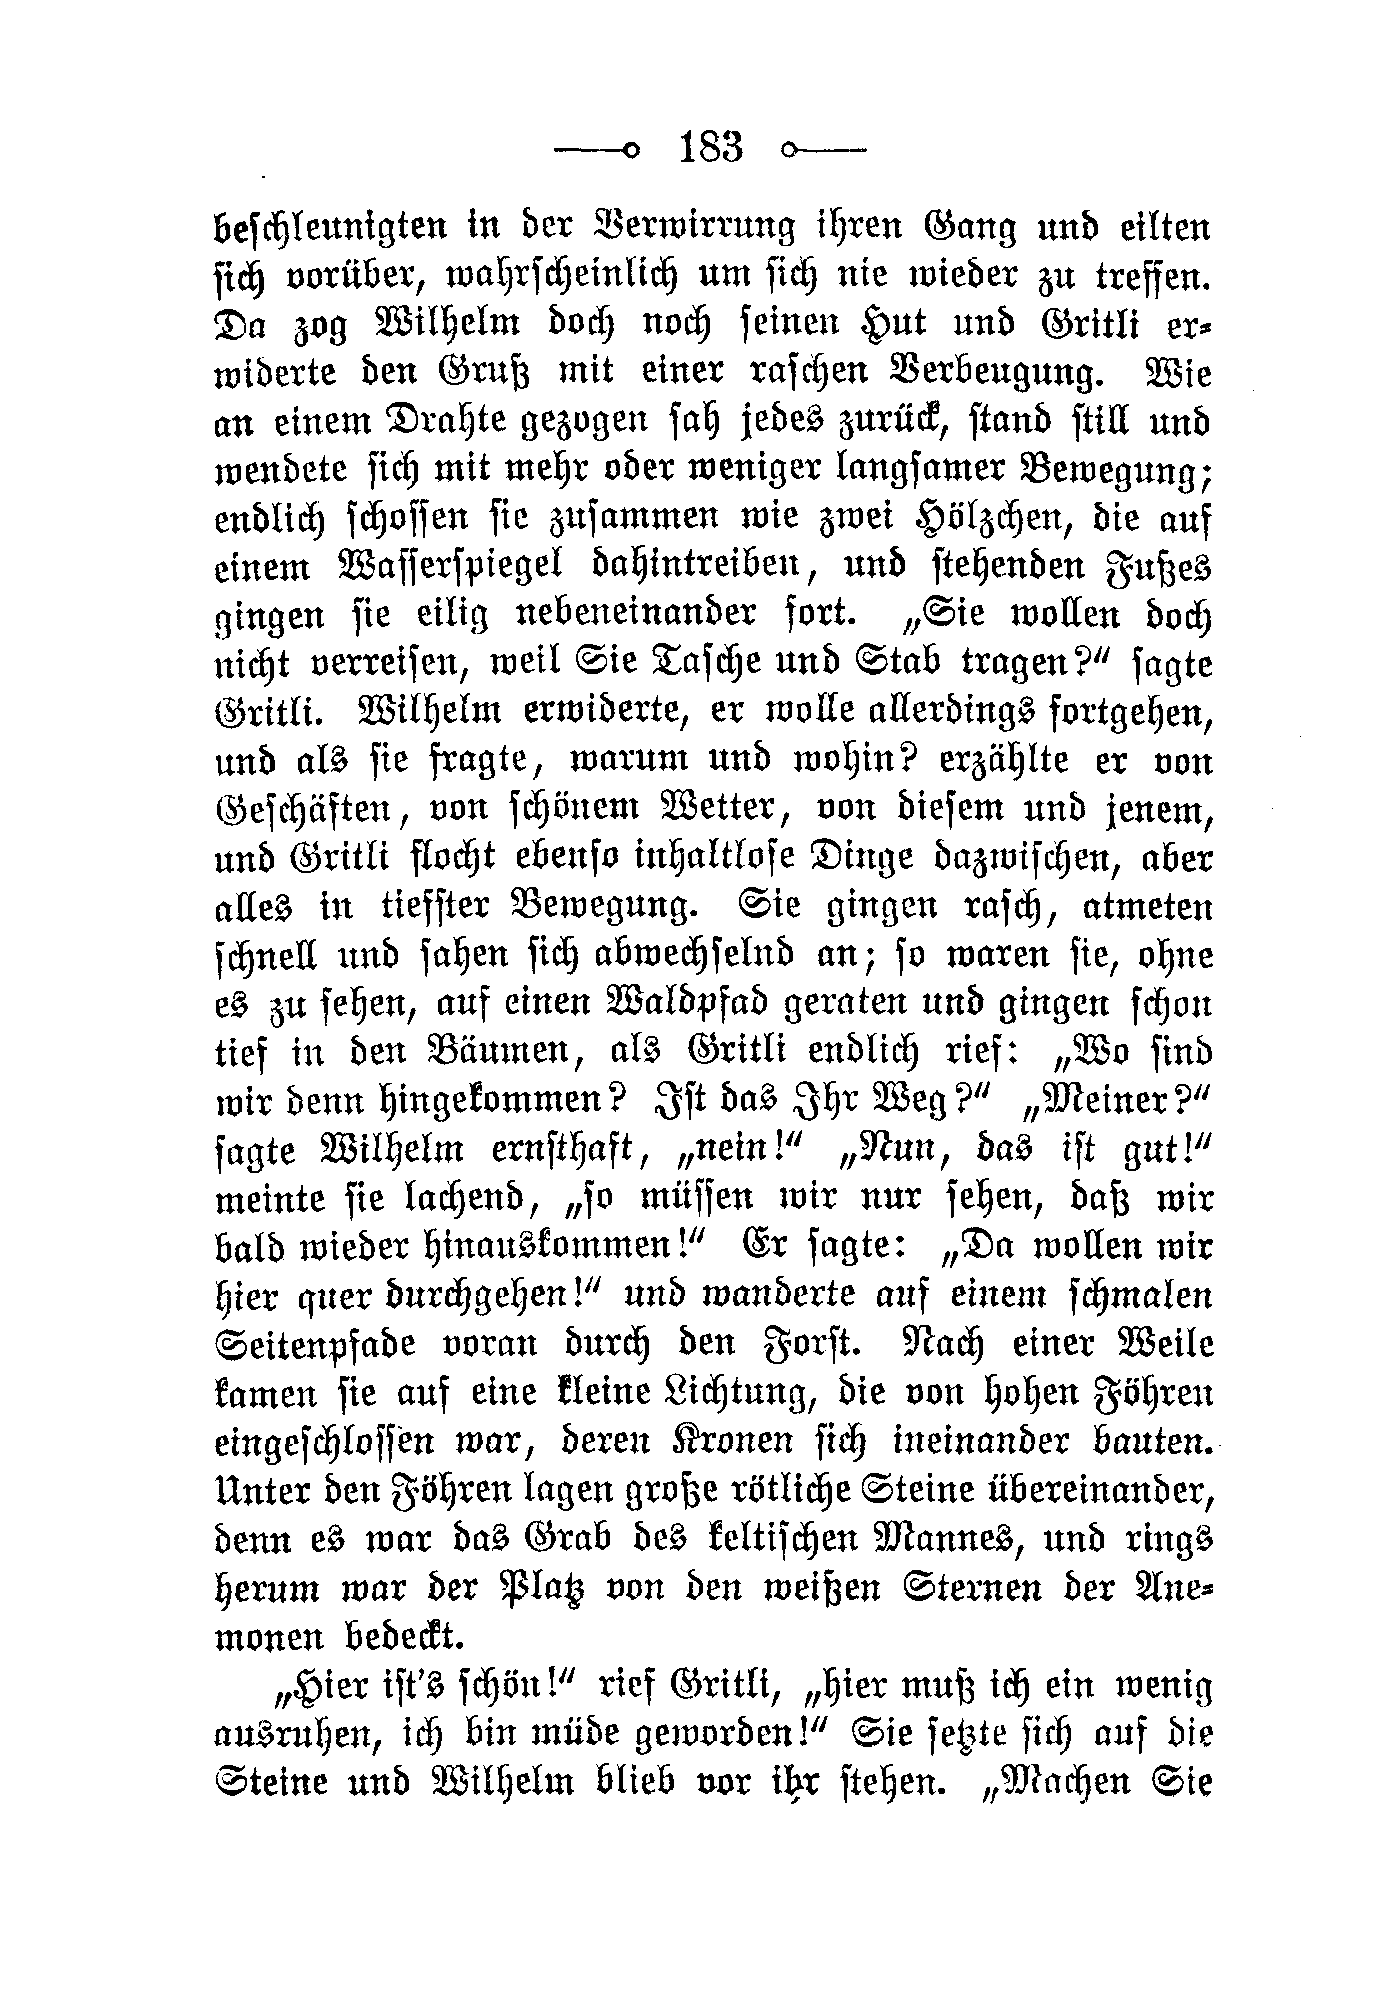 183
beschleunigten in der Verwirrung ihren Gang und eilten
sich vorüber, wahrscheinlich um sich nie wieder zu treffen.
Da zog Wilhelm doch noch seinen Hut und Gritli er-
widerte den Gruß mit einer raschen Verbeugung. Wie
an einem Drahte gezogen sah jedes zurück, stand still und
wendete sich mit mehr oder weniger langsamer Bewegung;
endlich schossen sie zusammen wie zwei Hölzchen, die auf
einem Wasserspiegel dahintreiben, und stehenden Fußes
gingen sie eilig nebeneinander fort. „Sie wollen doch
nicht verreisen, weil Sie Tasche und Stab tragen?“ sagte
Gritli. Wilhelm erwiderte, er wolle allerdings fortgehen,
und als sie fragte, warum und wohin? erzählte er von
Geschäften, von schönem Wetter, von diesem und jenem,
und Gritli flocht ebenso inhaltlose Dinge dazwischen, aber
alles in tiefster Bewegung. Sie gingen rasch, atmeten
schnell und sahen sich abwechselnd an; so waren sie, ohne
es zu sehen, auf einen Waldpfad geraten und gingen schon
tief in den Bäumen, als Gritli endlich rief: „Wo sind
wir denn hingekommen? Ist das Ihr Weg?“ „Meiner?“
sagte Wilhelm ernsthaft, „nein!“ „Nun, das ist gut!“
meinte sie lachend, „so müssen wir nur sehen, daß wir
bald wieder hinauskommen!“ Er sagte: „Da wollen wir
hier quer durchgehen!“ und wanderte auf einem schmalen
Seitenpfade voran durch den Forst. Nach einer Weile
kamen sie auf eine kleine Lichtung, die von hohen Föhren
eingeschlossen war, deren Kronen sich ineinander bauten.
Unter den Föhren lagen große rötliche Steine übereinander,
denn es war das Grab des keltischen Mannes, und rings
herum war der Platz von den weißen Sternen der Ane-
monen bedeckt.
„Hier ist's schön!“ rief Gritli, „hier muß ich ein wenig
ausruhen, ich bin müde geworden!“ Sie setzte sich auf die
Steine und Wilhelm blieb vor ihr stehen. „Machen Sie